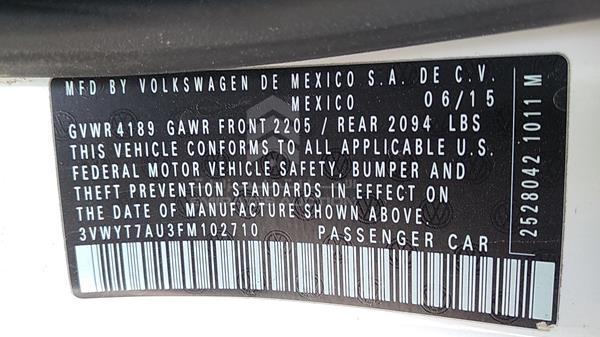 MFD BY VOLKSWAGEN DE MEXICO S.A. DE C.V.
MEXICO 06/15
GVWR 4189 GAWR FRONT 2205 / REAR 2094 LBS
THIS VEHICLE CONFORMS TO ALL APPLICABLE U.S.
FEDERAL MOTOR VEHICLE SAFETY, BUMPER AND
THEFT PREVENTION STANDARDS IN EFFECT ON
THE DATE OF MANUFACTURE SHOWN ABOVE.
3VWYT7AU3FM102710 PASSENGER CAR
2528042 1011 M